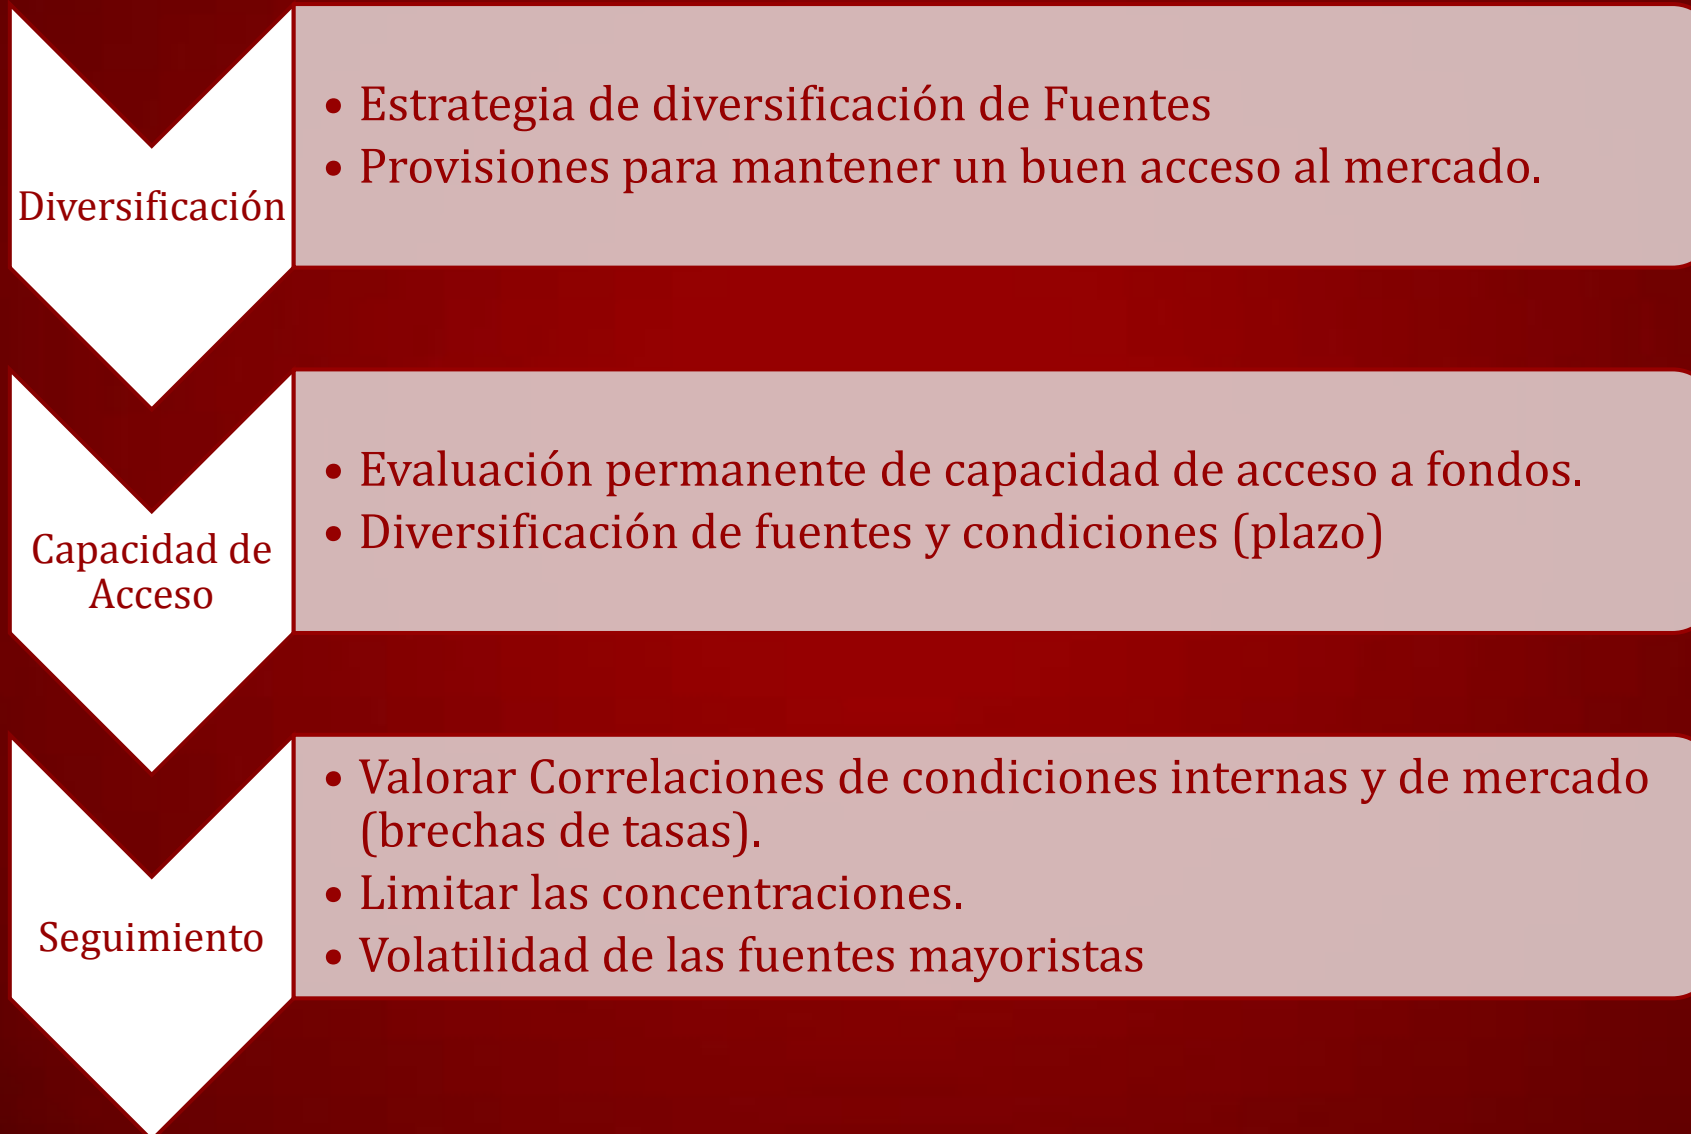 Diversificación
• Estrategia de diversificación de Fuentes
• Provisiones para mantener un buen acceso al mercado.
Capacidad de
Acceso
• Evaluación permanente de capacidad de acceso a fondos.
• Diversificación de fuentes y condiciones (plazo)
Seguimiento
• Valorar Correlaciones de condiciones internas y de mercado
(brechas de tasas).
• Limitar las concentraciones.
• Volatilidad de las fuentes mayoristas